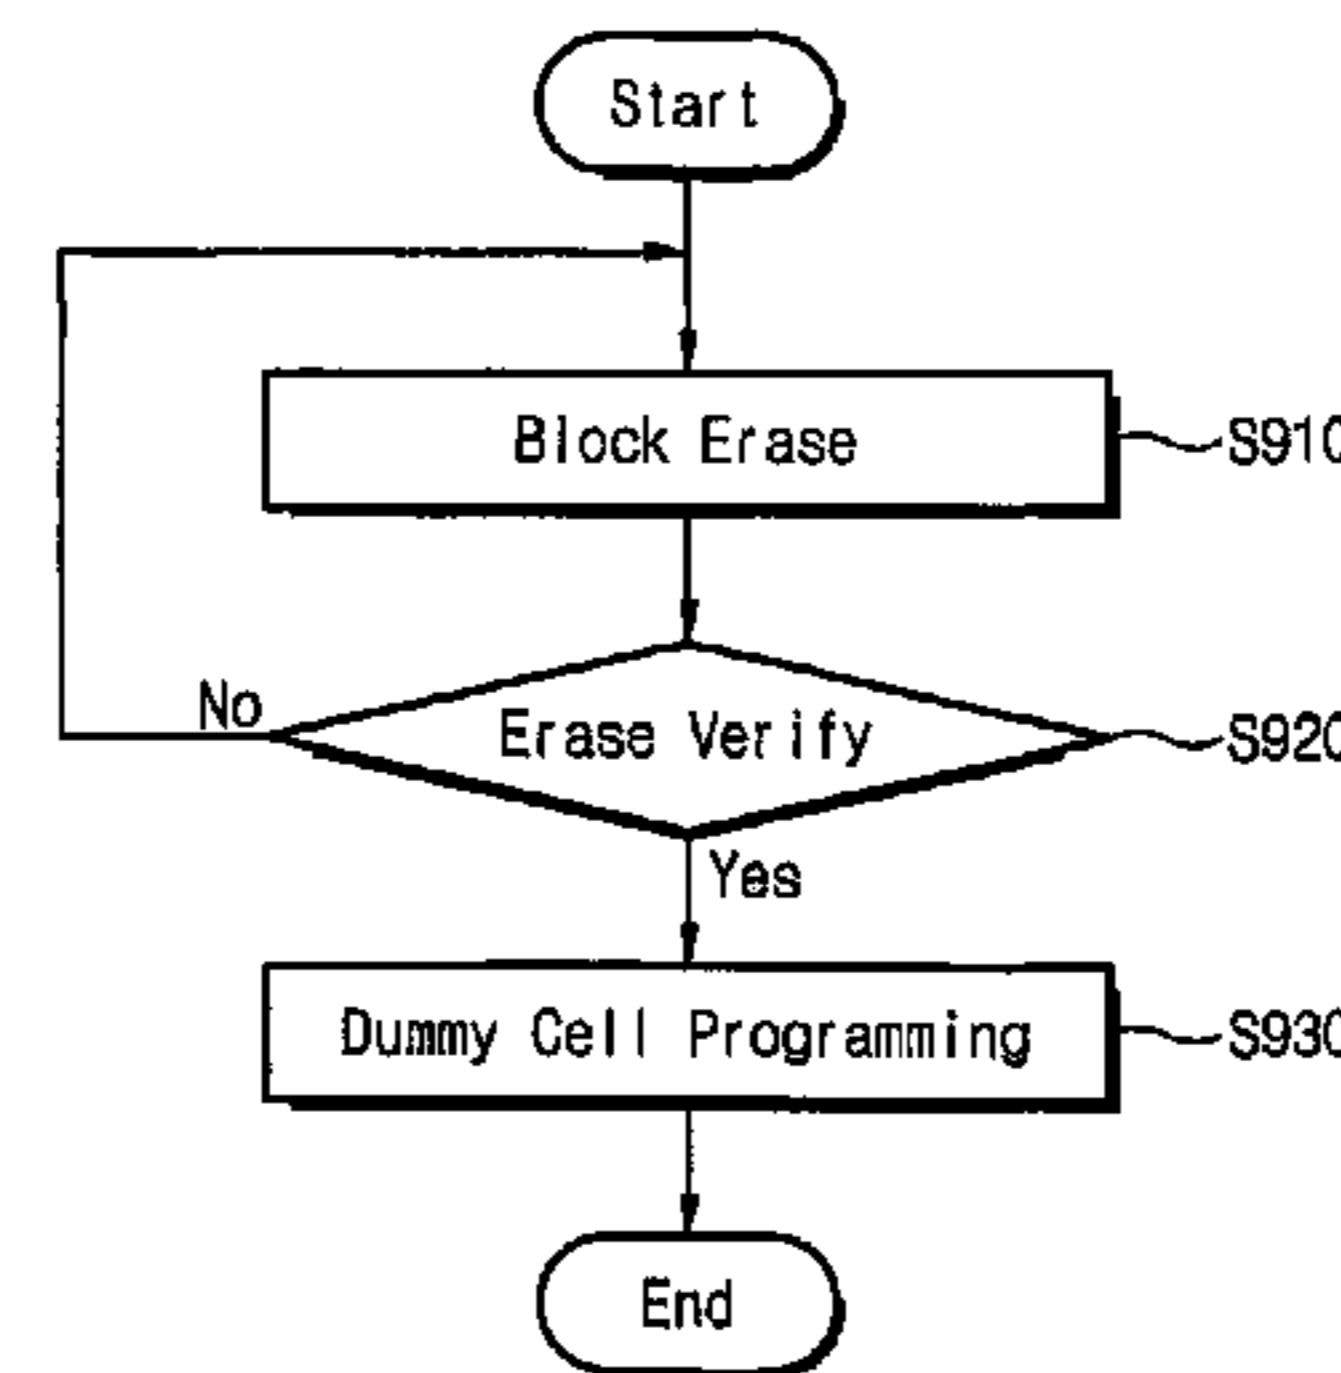 Start
Block Erase
S910
No
Erase Verify
S920
Yes
Dummy Cell Programming
S930
End